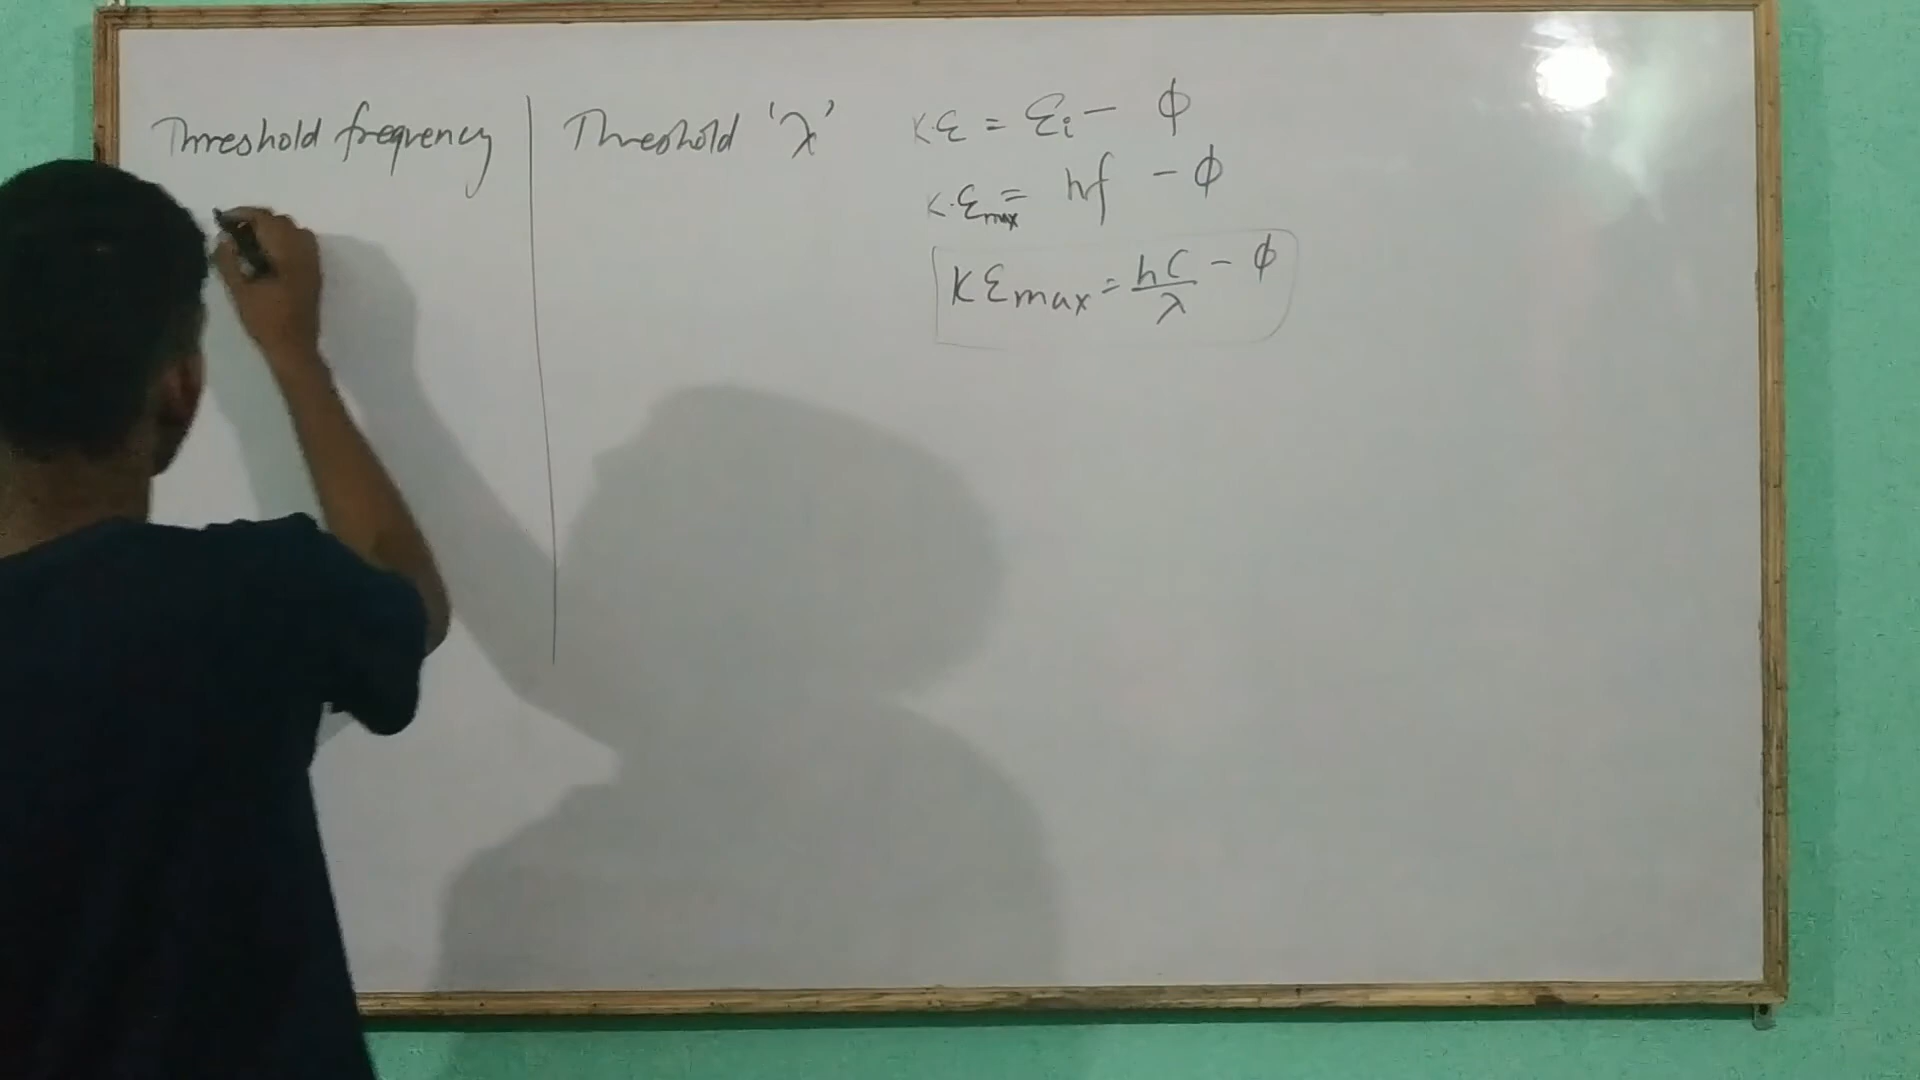 Threshold frequency
Threshold 'λ'
K.E = Ei - ϕ
K.Emax = hf - ϕ
KEmax = hc/λ - ϕ